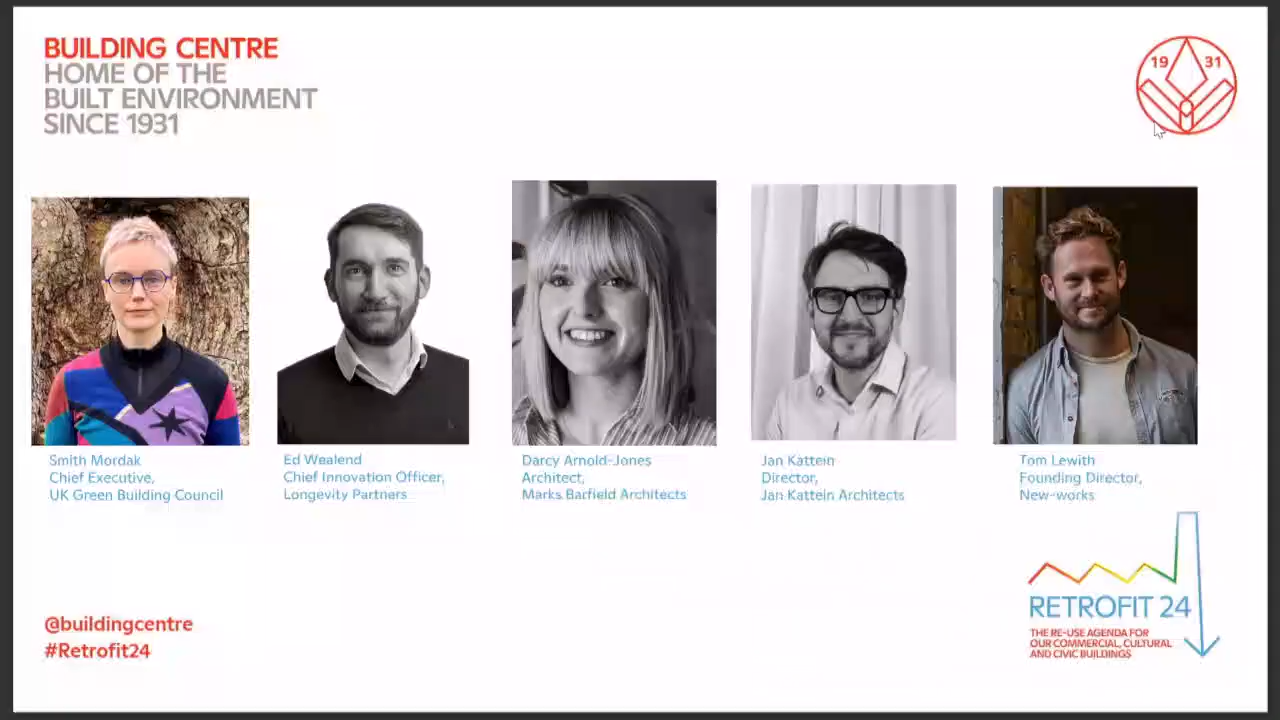 BUILDING CENTRE
HOME OF THE
BUILT ENVIRONMENT
SINCE 1931
19 31
Smith Mordak
Chief Executive,
UK Green Building Council
Ed Wealend
Chief Innovation Officer,
Longevity Partners
Darcy Arnold-Jones
Architect,
Marks Barfield Architects
Jan Kattein
Director,
Jan Kattein Architects
Tom Lewith
Founding Director,
New-works
@buildingcentre
#Retrofit24
RETROFIT 24
THE RE-USE AGENDA FOR
OUR COMMERCIAL, CULTURAL
AND CIVIC BUILDINGS